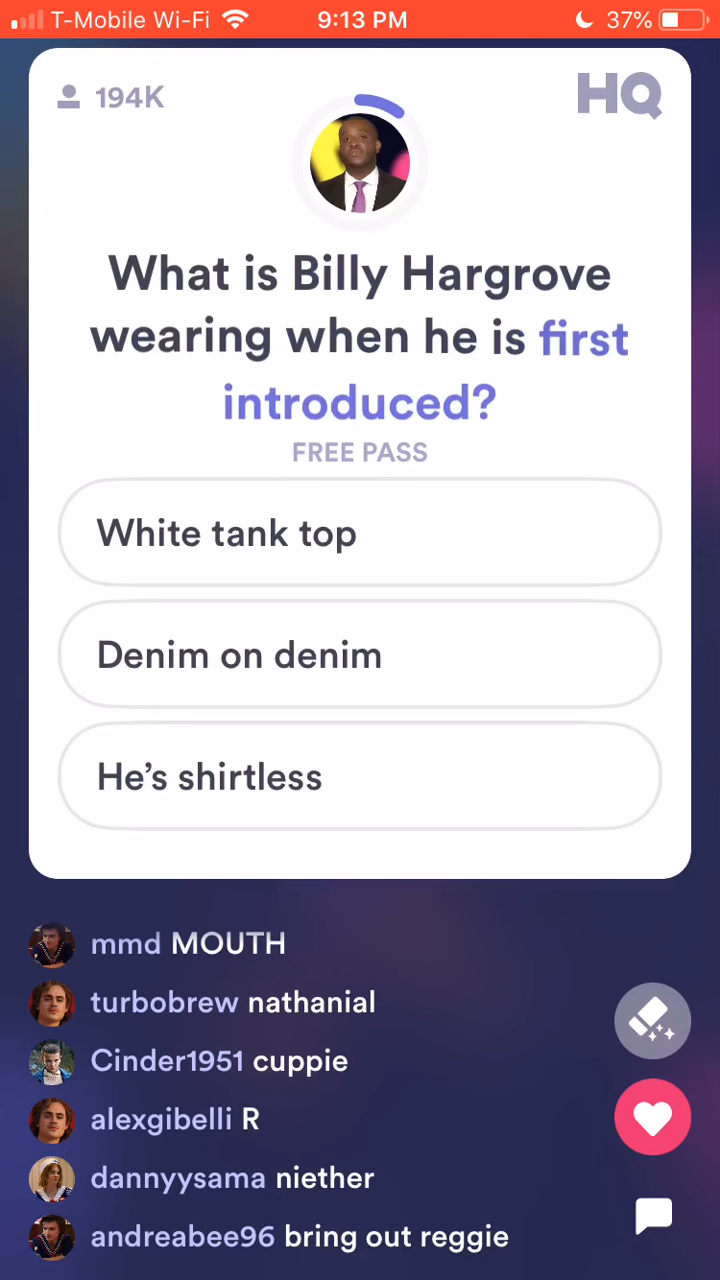 T-Mobile Wi-Fi 9:13 PM 37%
194K HQ
What is Billy Hargrove
wearing when he is first
introduced?
FREE PASS
White tank top
Denim on denim
He’s shirtless
mmd MOUTH
turbobrew nathanial
Cinder1951 cuppie
alexgibelli R
dannyysama niether
andreabee96 bring out reggie